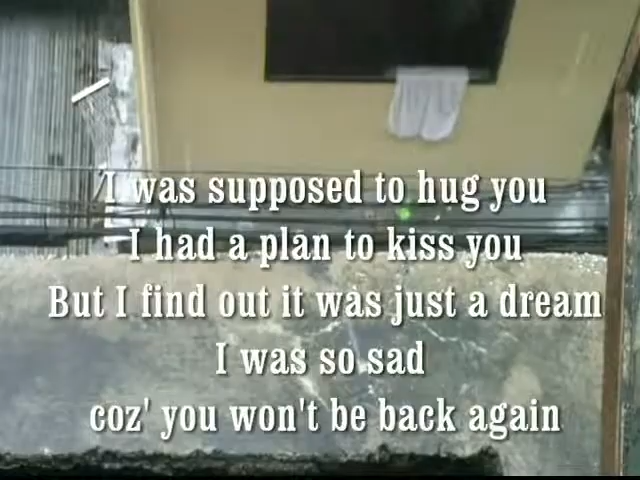 I was supposed to hug you
I had a plan to kiss you
But I find out it was just a dream
I was so sad
coz' you won't be back again